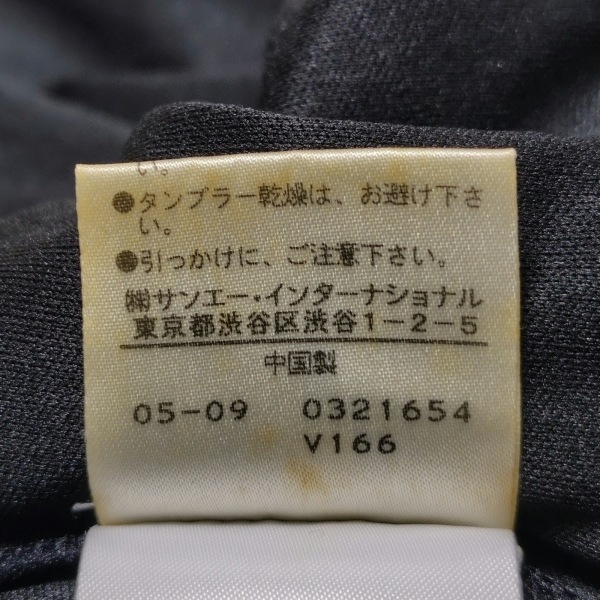 い。
●タンブラー乾燥は、お避け下さ
い。
●引っかけに、ご注意下さい。
㈱サンエー・インターナショナル
東京都渋谷区渋谷1-2-5
中国製
05-09 0321654
V166